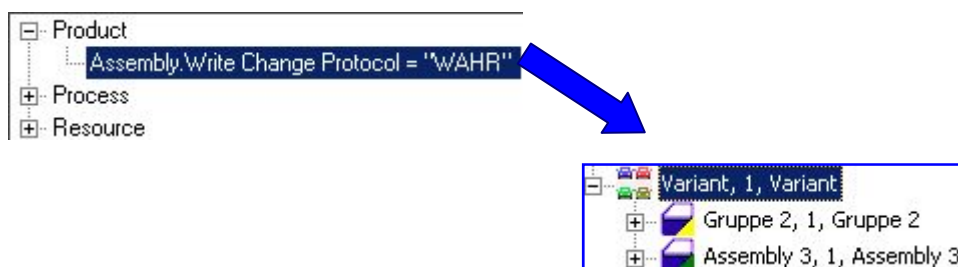 Product
Assembly.Write Change Protocol = "WAHR"
Process
Resource
Variant, 1, Variant
Gruppe 2, 1, Gruppe 2
Assembly 3, 1, Assembly 3